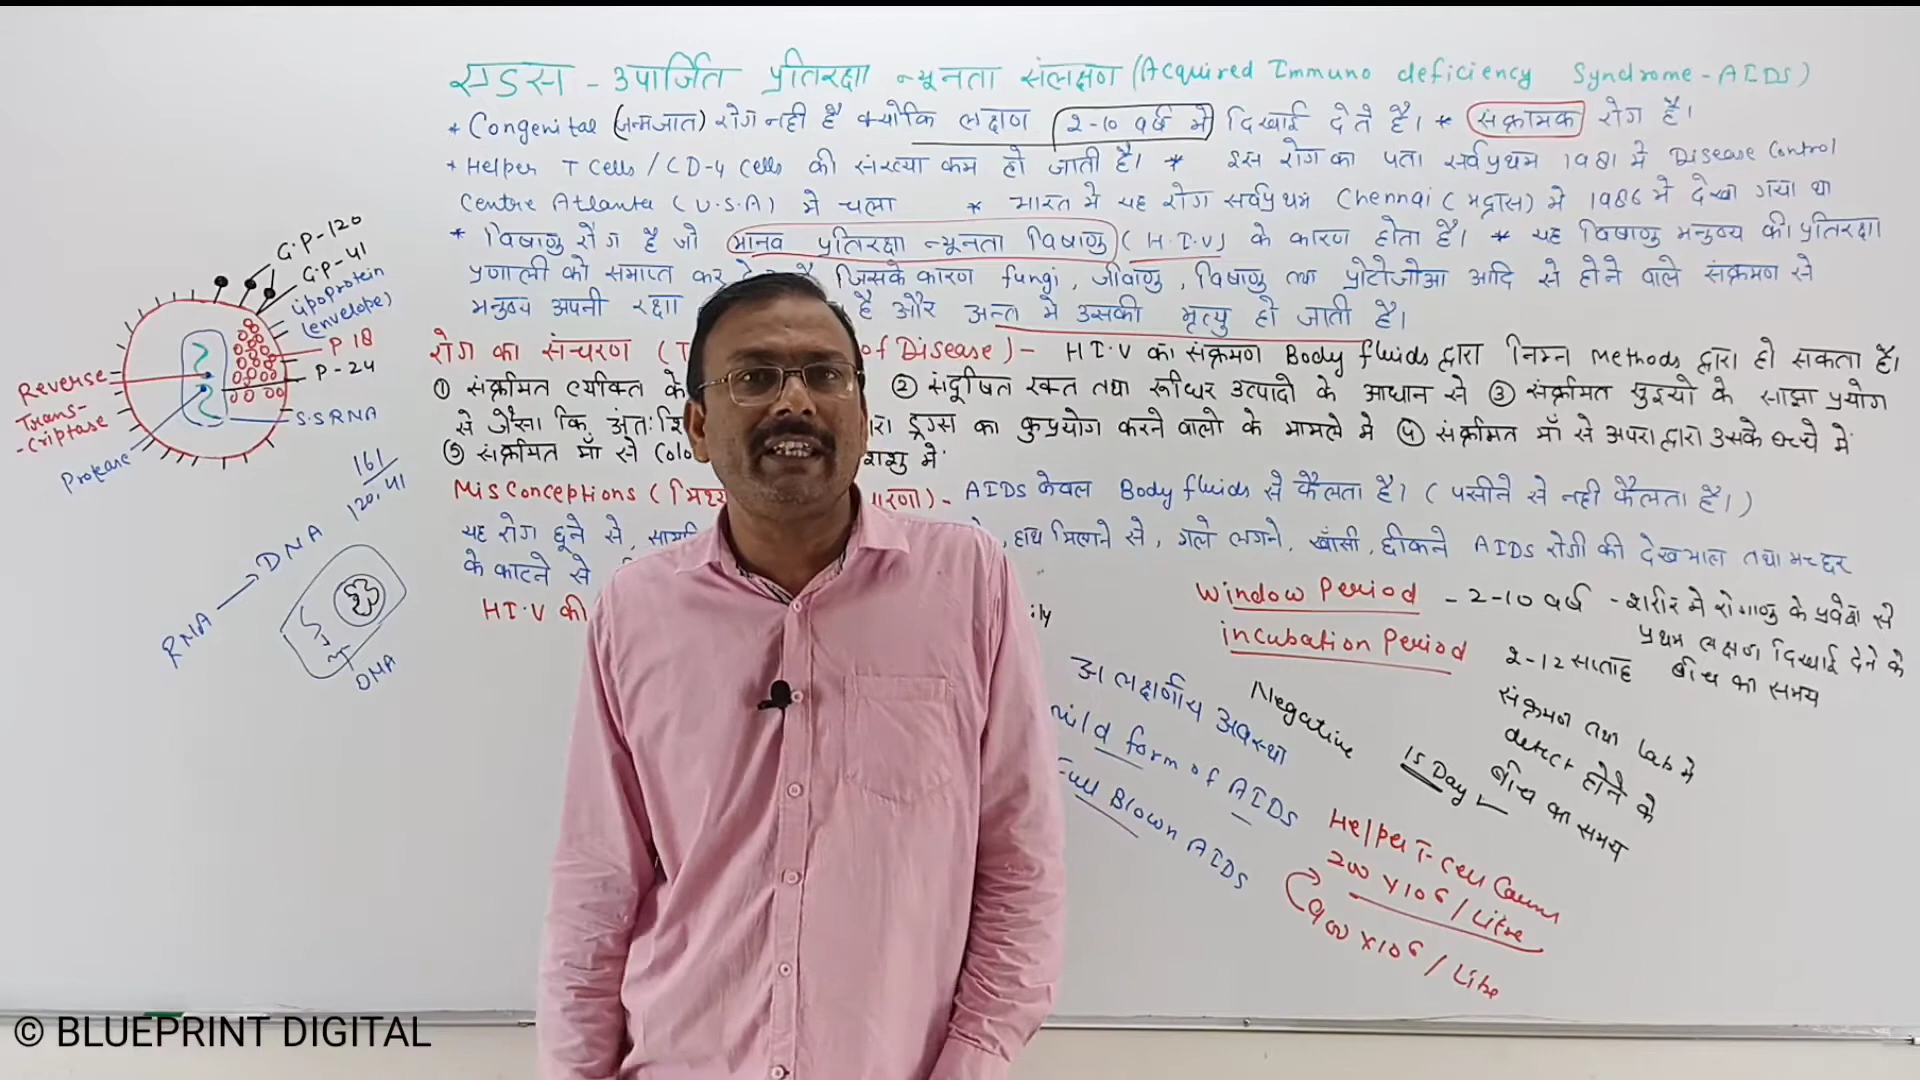 एड्स - उपार्जित प्रतिरक्षा न्यूनता संलक्षण (Acquired Immuno deficiency Syndrome - AIDS)
* Congenital (जन्मजात) रोग नही है क्योकि लक्षण 2-10 वर्ष मे दिखाई देते है। * संक्रामक रोग है।
* Helper T Cells / CD-4 Cells की संख्या कम हो जाती है। * इस रोग का पता सर्वप्रथम 1981 मे Disease Control
Centre Atlanta (U.S.A) मे चला * भारत मे यह रोग सर्वप्रथम Chennai (मद्रास) मे 1986 मे देखा गया था
* विषाणु रोग है जो मानव प्रतिरक्षा न्यूनता विषाणु (H.I.V) के कारण होता है। * यह विषाणु मनुष्य की प्रतिरक्षा
प्रणाली को समाप्त कर जिसके कारण fungi, जीवाणु, विषाणु तथा प्रोटोजोआ आदि से होने वाले संक्रमण से
मनुष्य अपनी रक्षा है और अन्त मे उसकी मृत्यु हो जाती है।
रोग का संचरण (T of Disease) - H.I.V का संक्रमण Body fluids द्वारा निम्न Methods द्वारा हो सकता है।
① संक्रमित व्यक्ति के ② संदूषित रक्त तथा रूधिर उत्पादो के आधान से ③ संक्रमित सुइयो के साझा प्रयोग
से जैसा कि अंतः ड्रग्स का कुप्रयोग करने वालो के मामले मे ④ संक्रमित माँ से अपरा द्वारा उसके बच्चे मे
⑤ संक्रमित माँ से Colo शिशु मे
Misconceptions ( - AIDS केवल Body fluids से फैलता है। (पसीने से नही फैलता है।)
यह रोग छूने से, हाथ मिलाने से, गले लगने, खाँसी, छीकने AIDS रोगी की देखभाल तथा मच्छर
के काटने से
H.I.V की ily
Window Period - 2-10 वर्ष - शरीर मे रोगाणु के प्रवेश से
प्रथम लक्षण दिखाई देने के
बीच का समय
incubation Period 2-12 सप्ताह
संक्रमण तथा Lab मे
detect होने के
बीच का समय
अलक्षणीय अवस्था
mild form of AIDS
Full Blown AIDS
Negative
15 Day
Helper T-Cell Count
200 × 10⁶ / Litre
900 × 10⁶ / Litre
G.P-120
G.P-41
Lipoprotein
(envelope)
P 18
P-24
S.S RNA
Reverse
Trans-
-criptase
Protease
161
120, 41
RNA → DNA
DNA
© BLUEPRINT DIGITAL